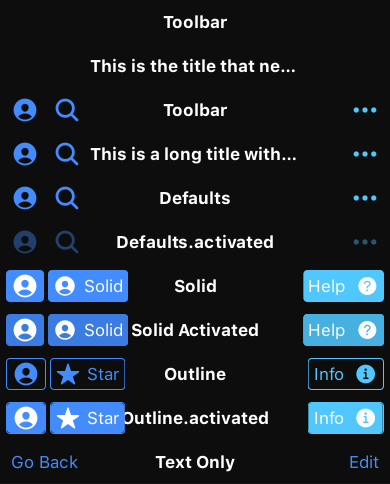 Toolbar
This is the title that ne...
Toolbar
This is a long title with...
Defaults
Defaults.activated
Solid Solid Help
Solid Solid Activated Help
Star Outline Info
Star Outline.activated Info
Go Back Text Only Edit